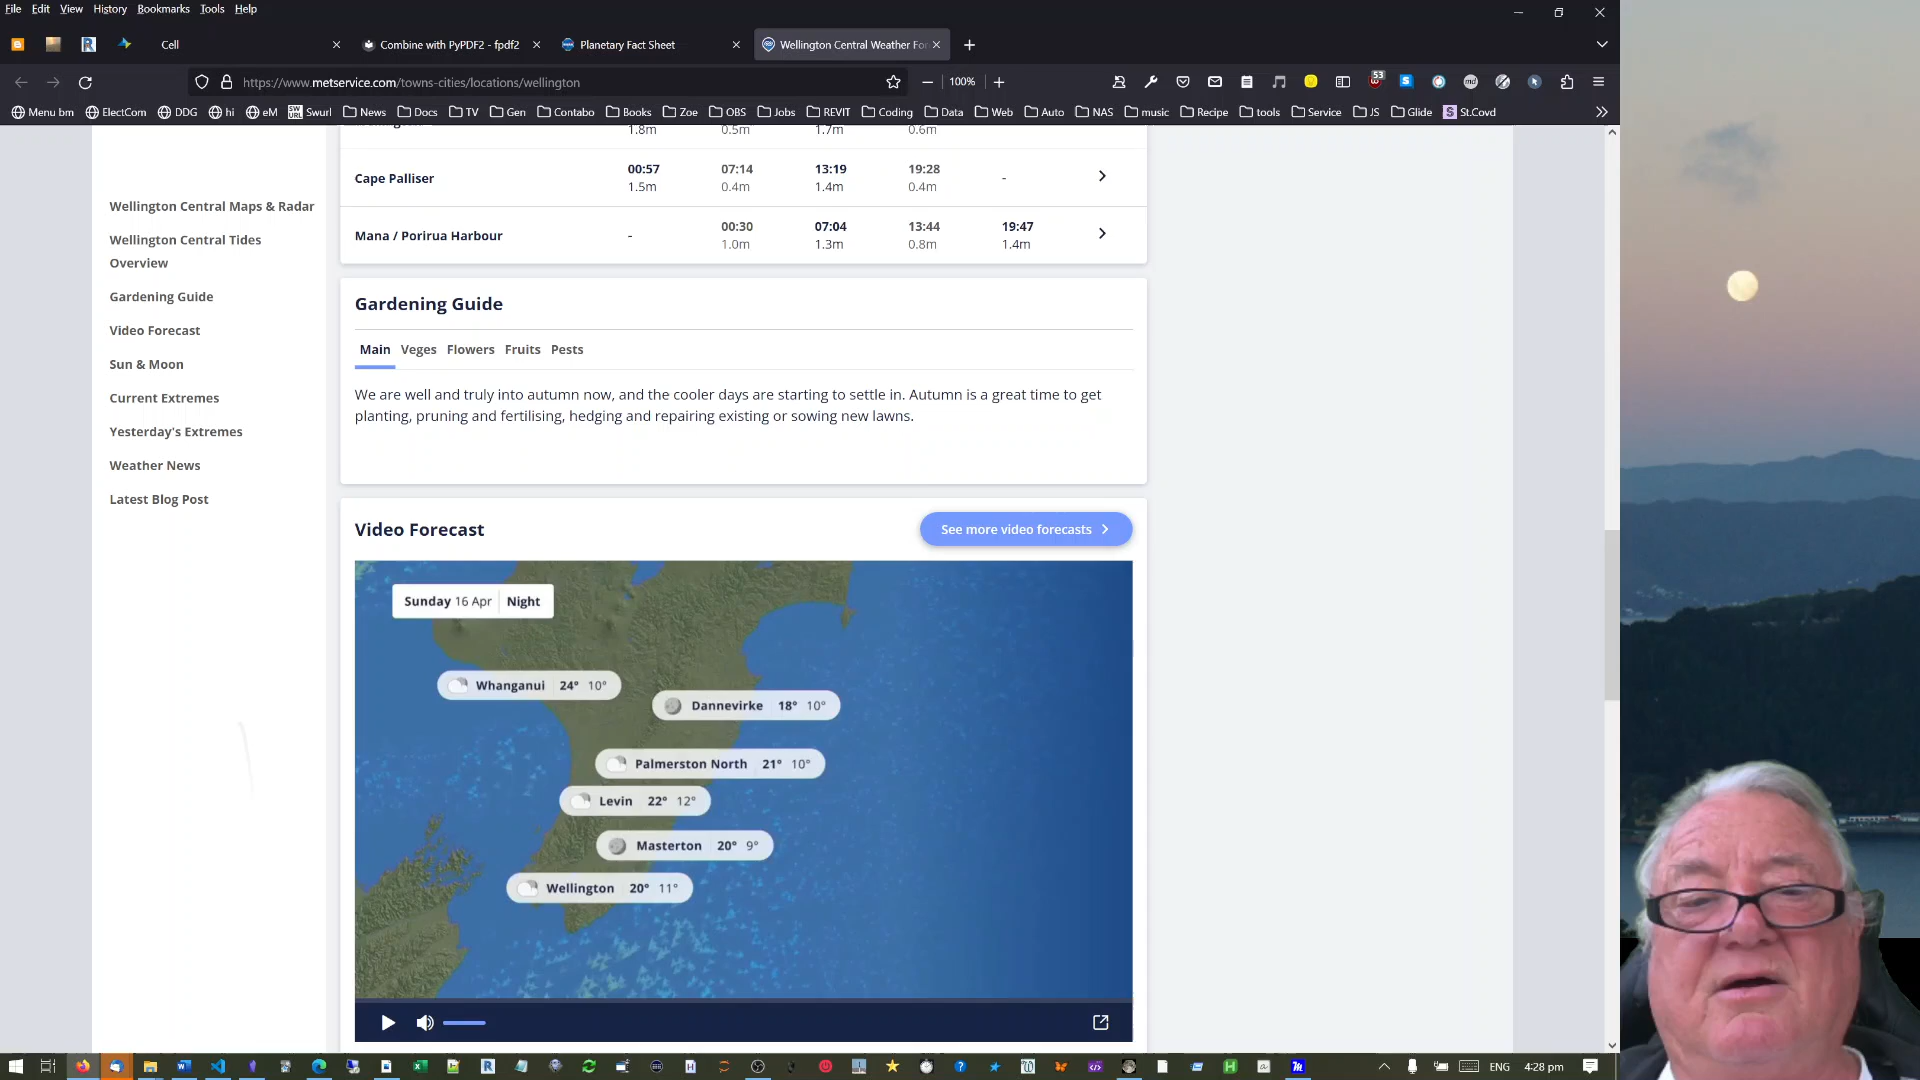 File Edit View History Bookmarks Tools Help
Cell
Combine with PyPDF2 - fpdf2
Planetary Fact Sheet
Wellington Central Weather For
https://www.metservice.com/towns-cities/locations/wellington
100%
53
Menu bm ElectCom DDG hi eM Swurl News Docs TV Gen Contabo Books Zoe OBS Jobs REVIT Coding Data Web Auto NAS music Recipe tools Service JS Glide St.Covd
1.8m 0.5m 1.7m 0.6m
Cape Palliser 00:57 07:14 13:19 19:28 -
1.5m 0.4m 1.4m 0.4m
Mana / Porirua Harbour - 00:30 07:04 13:44 19:47
1.0m 1.3m 0.8m 1.4m
Wellington Central Maps & Radar
Wellington Central Tides
Overview
Gardening Guide
Video Forecast
Sun & Moon
Current Extremes
Yesterday's Extremes
Weather News
Latest Blog Post
Gardening Guide
Main Veges Flowers Fruits Pests
We are well and truly into autumn now, and the cooler days are starting to settle in. Autumn is a great time to get
planting, pruning and fertilising, hedging and repairing existing or sowing new lawns.
Video Forecast
See more video forecasts
Sunday 16 Apr Night
Whanganui 24° 10°
Dannevirke 18° 10°
Palmerston North 21° 10°
Levin 22° 12°
Masterton 20° 9°
Wellington 20° 11°
ENG 4:28 pm